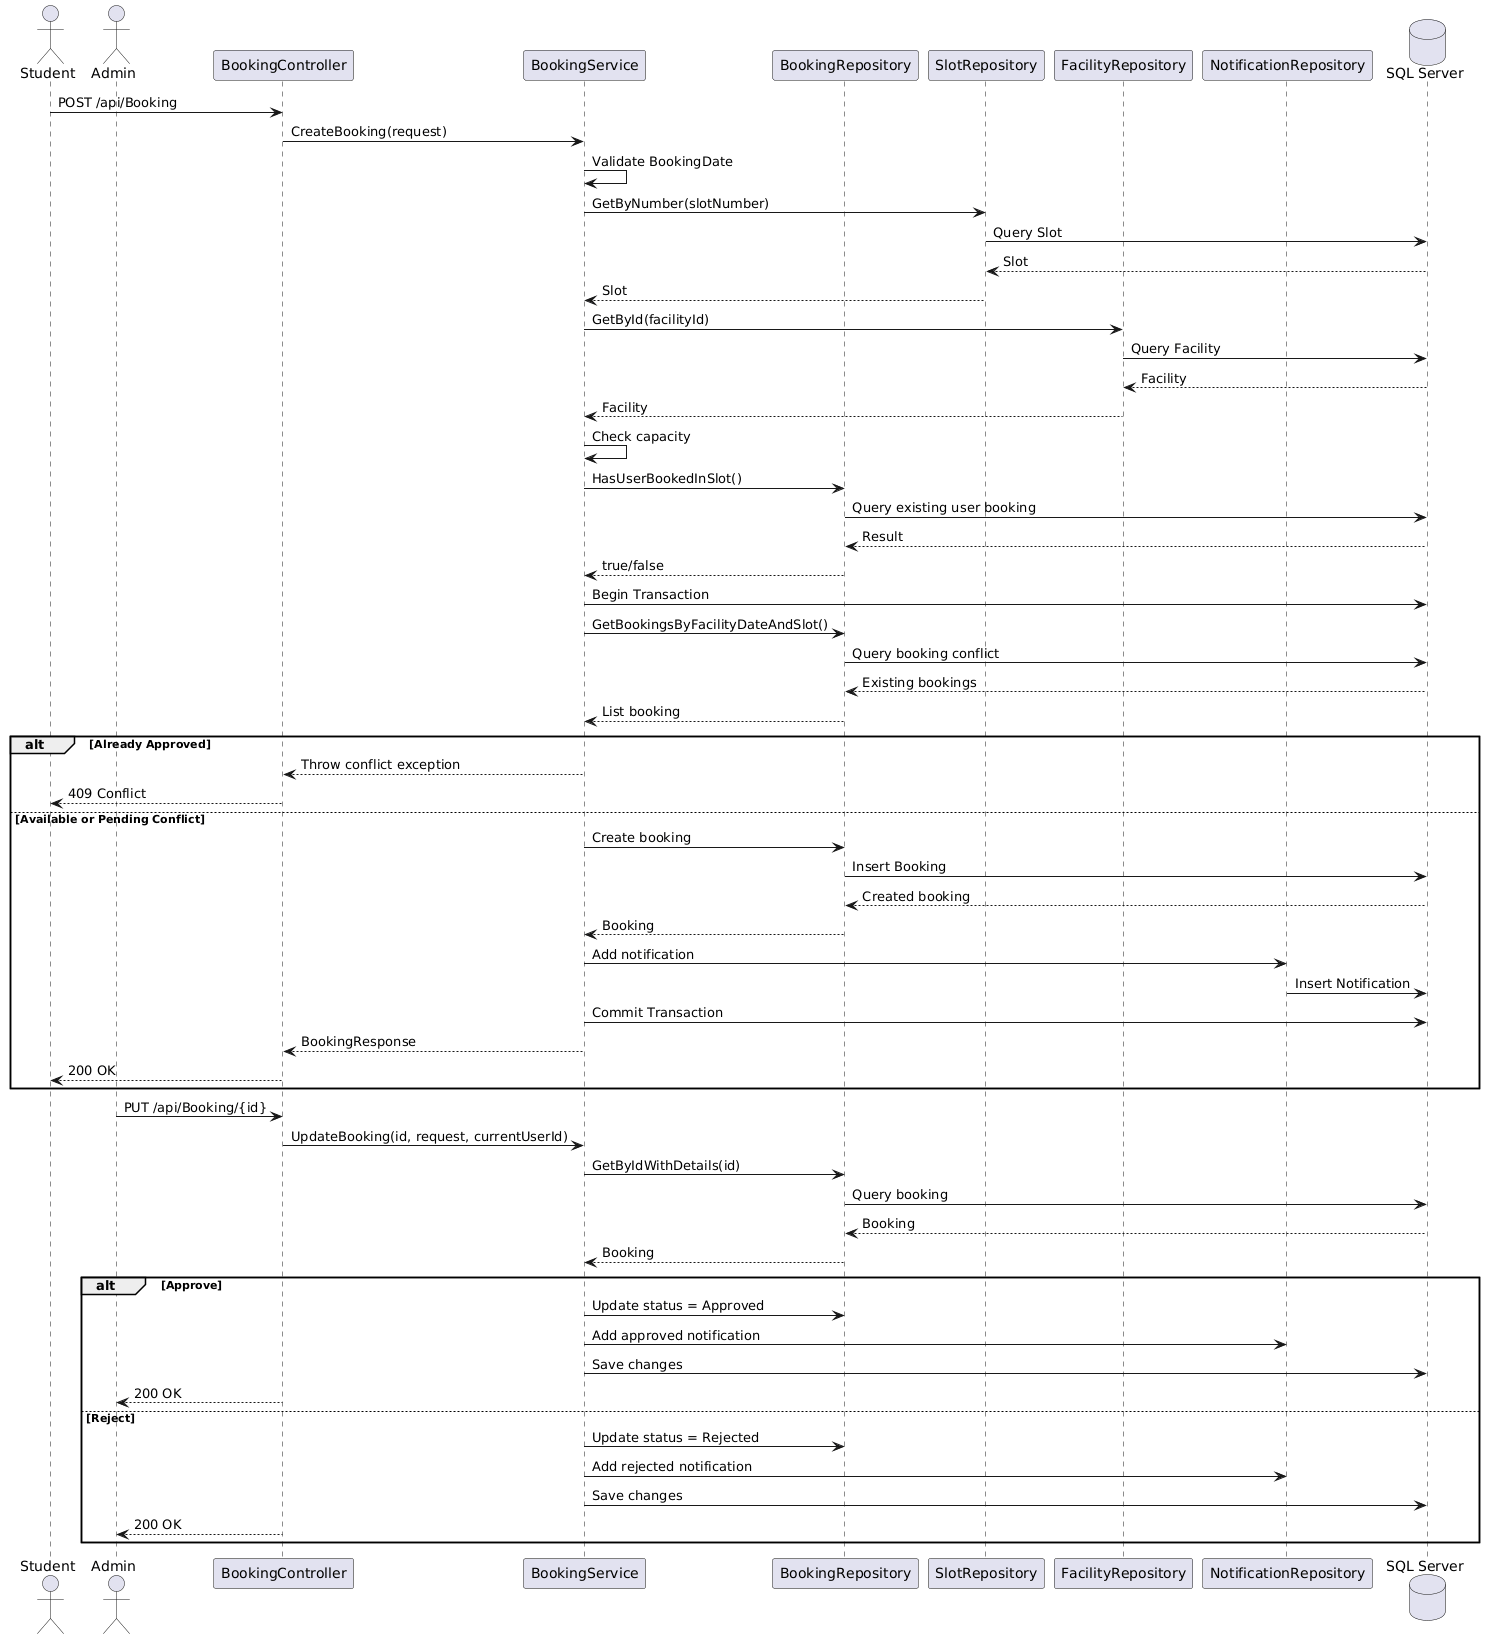 Student
Admin
BookingController
BookingService
BookingRepository
SlotRepository
FacilityRepository
NotificationRepository
SQL Server
POST /api/Booking
CreateBooking(request)
Validate BookingDate
GetByNumber(slotNumber)
Query Slot
Slot
Slot
GetById(facilityId)
Query Facility
Facility
Facility
Check capacity
HasUserBookedInSlot()
Query existing user booking
Result
true/false
Begin Transaction
GetBookingsByFacilityDateAndSlot()
Query booking conflict
Existing bookings
List booking
alt [Already Approved]
Throw conflict exception
409 Conflict
[Available or Pending Conflict]
Create booking
Insert Booking
Created booking
Booking
Add notification
Insert Notification
Commit Transaction
BookingResponse
200 OK
PUT /api/Booking/{id}
UpdateBooking(id, request, currentUserId)
GetByIdWithDetails(id)
Query booking
Booking
Booking
alt [Approve]
Update status = Approved
Add approved notification
Save changes
200 OK
[Reject]
Update status = Rejected
Add rejected notification
Save changes
200 OK
Student
Admin
BookingController
BookingService
BookingRepository
SlotRepository
FacilityRepository
NotificationRepository
SQL Server